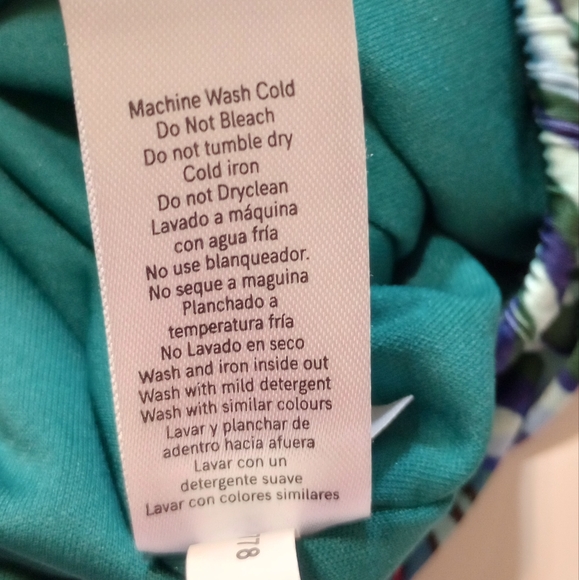 Machine Wash Cold
Do Not Bleach
Do not tumble dry
Cold iron
Do not Dryclean
Lavado a máquina
con agua fría
No use blanqueador.
No seque a maguina
Planchado a
temperatura fría
No Lavado en seco
Wash and iron inside out
Wash with mild detergent
Wash with similar colours
Lavar y planchar de
adentro hacia afuera
Lavar con un
detergente suave
Lavar con colores similares